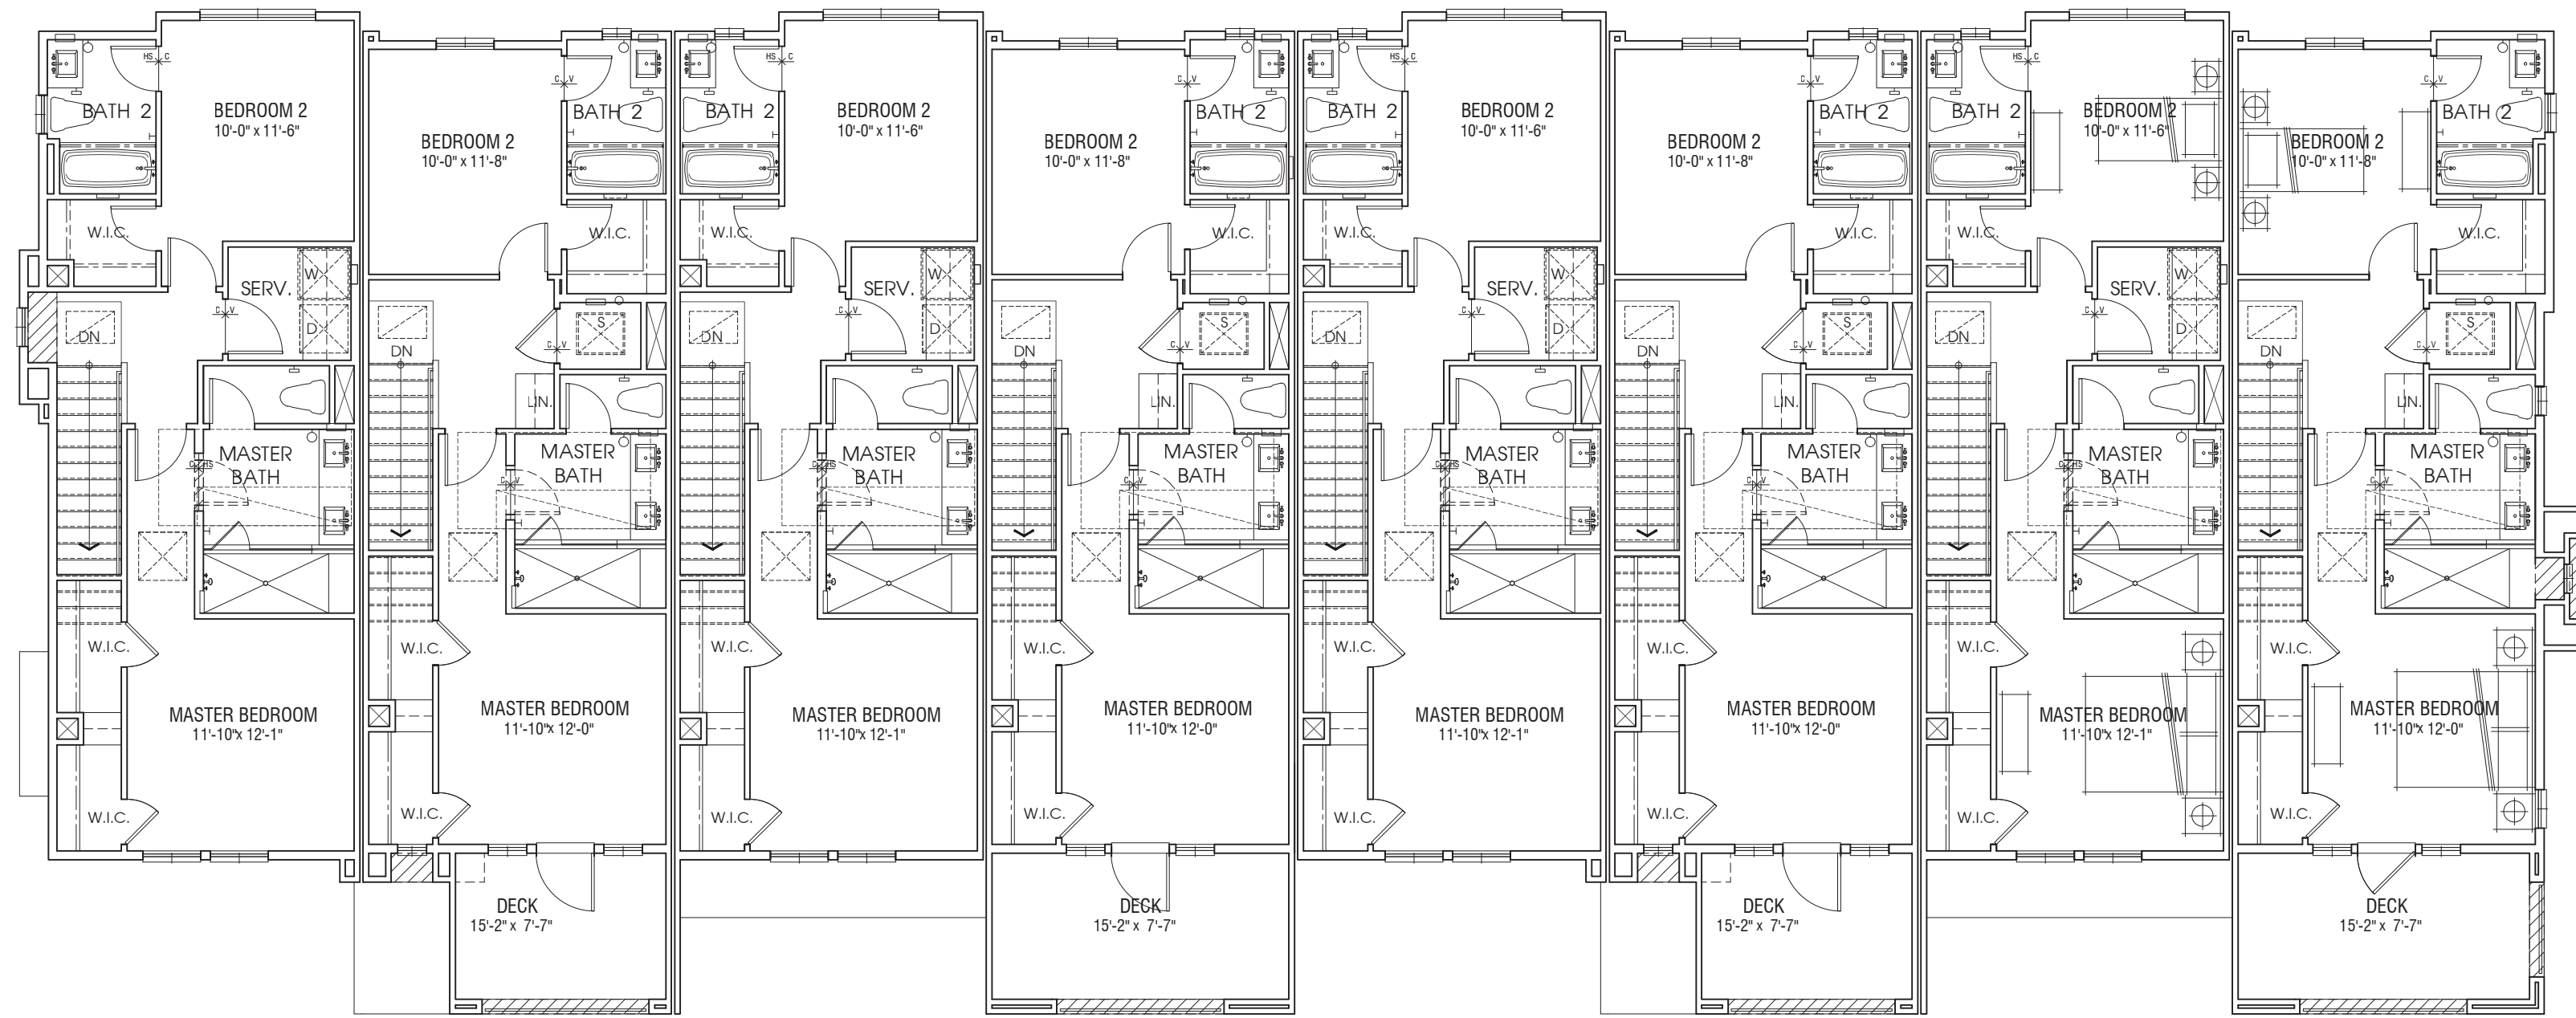 HS C
BATH 2
BEDROOM 2
10'-0" x 11'-6"
W.I.C.
SERV.
W
D
C V
DN
MASTER
BATH
C HS
W.I.C.
MASTER BEDROOM
11'-10"x 12'-1"
W.I.C.
BEDROOM 2
10'-0" x 11'-8"
C V
BATH 2
W.I.C.
S
C V
DN
LIN.
MASTER
BATH
C V
W.I.C.
MASTER BEDROOM
11'-10"x 12'-0"
W.I.C.
DECK
15'-2" x 7'-7"
HS C
BATH 2
BEDROOM 2
10'-0" x 11'-6"
W.I.C.
SERV.
W
D
C V
DN
MASTER
BATH
C HS
W.I.C.
MASTER BEDROOM
11'-10"x 12'-1"
W.I.C.
BEDROOM 2
10'-0" x 11'-8"
C V
BATH 2
W.I.C.
S
C V
DN
LIN.
MASTER
BATH
C V
W.I.C.
MASTER BEDROOM
11'-10"x 12'-0"
W.I.C.
DECK
15'-2" x 7'-7"
HS C
BATH 2
BEDROOM 2
10'-0" x 11'-6"
W.I.C.
SERV.
W
D
C V
DN
MASTER
BATH
C HS
W.I.C.
MASTER BEDROOM
11'-10"x 12'-1"
W.I.C.
BEDROOM 2
10'-0" x 11'-8"
C V
BATH 2
W.I.C.
S
C V
DN
LIN.
MASTER
BATH
C V
W.I.C.
MASTER BEDROOM
11'-10"x 12'-0"
W.I.C.
DECK
15'-2" x 7'-7"
HS C
BATH 2
BEDROOM 2
10'-0" x 11'-6"
W.I.C.
SERV.
W
D
C V
DN
MASTER
BATH
C HS
W.I.C.
MASTER BEDROOM
11'-10"x 12'-1"
W.I.C.
BEDROOM 2
10'-0" x 11'-8"
C V
BATH 2
W.I.C.
S
C V
DN
LIN.
MASTER
BATH
C V
W.I.C.
MASTER BEDROOM
11'-10"x 12'-0"
W.I.C.
DECK
15'-2" x 7'-7"